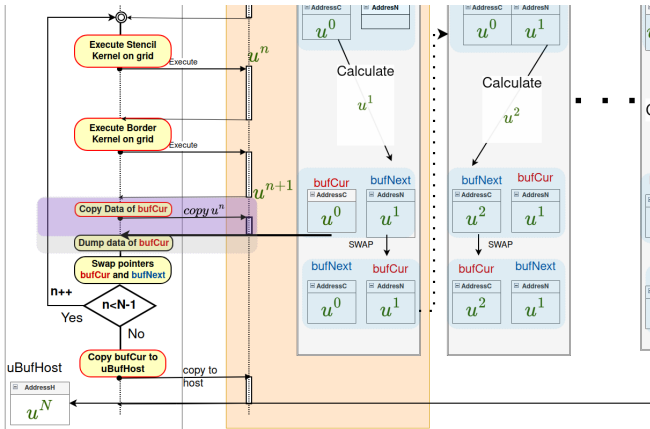 AddressC
AddressN
u^0
Execute Stencil
Kernel on grid
Execute
u^n
Calculate
u^1
u^0
u^1
Calculate
u^2
Execute Border
Kernel on grid
Execute
u^{n+1}
bufCur
bufNext
AddressC
AddressN
u^0
u^1
SWAP
bufNext
bufCur
AddressC
AddressN
u^2
u^1
SWAP
Copy Data of bufCur
copy u^n
Dump data of bufCur
Swap pointers
bufCur and bufNext
n++
n<N-1
Yes
No
bufNext
bufCur
AddressC
AddressN
u^0
u^1
bufCur
bufNext
AddressC
AddressN
u^2
u^1
Copy bufCur to
uBufHost
copy to
host
uBufHost
AddressH
u^N